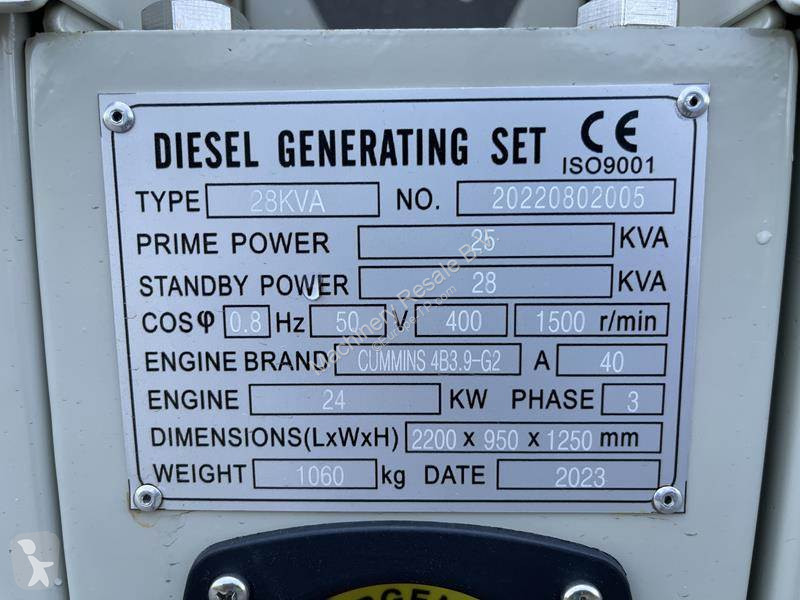 DIESEL GENERATING SET CE
ISO9001
TYPE 28KVA NO. 20220802005
PRIME POWER 25 KVA
STANDBY POWER 28 KVA
COSφ 0.8 Hz 50 V 400 1500 r/min
ENGINE BRAND CUMMINS 4B3.9-G2 A 40
ENGINE 24 KW PHASE 3
DIMENSIONS(LxWxH) 2200 x 950 x 1250 mm
WEIGHT 1060 kg DATE 2023
Machinery Resale B.V.